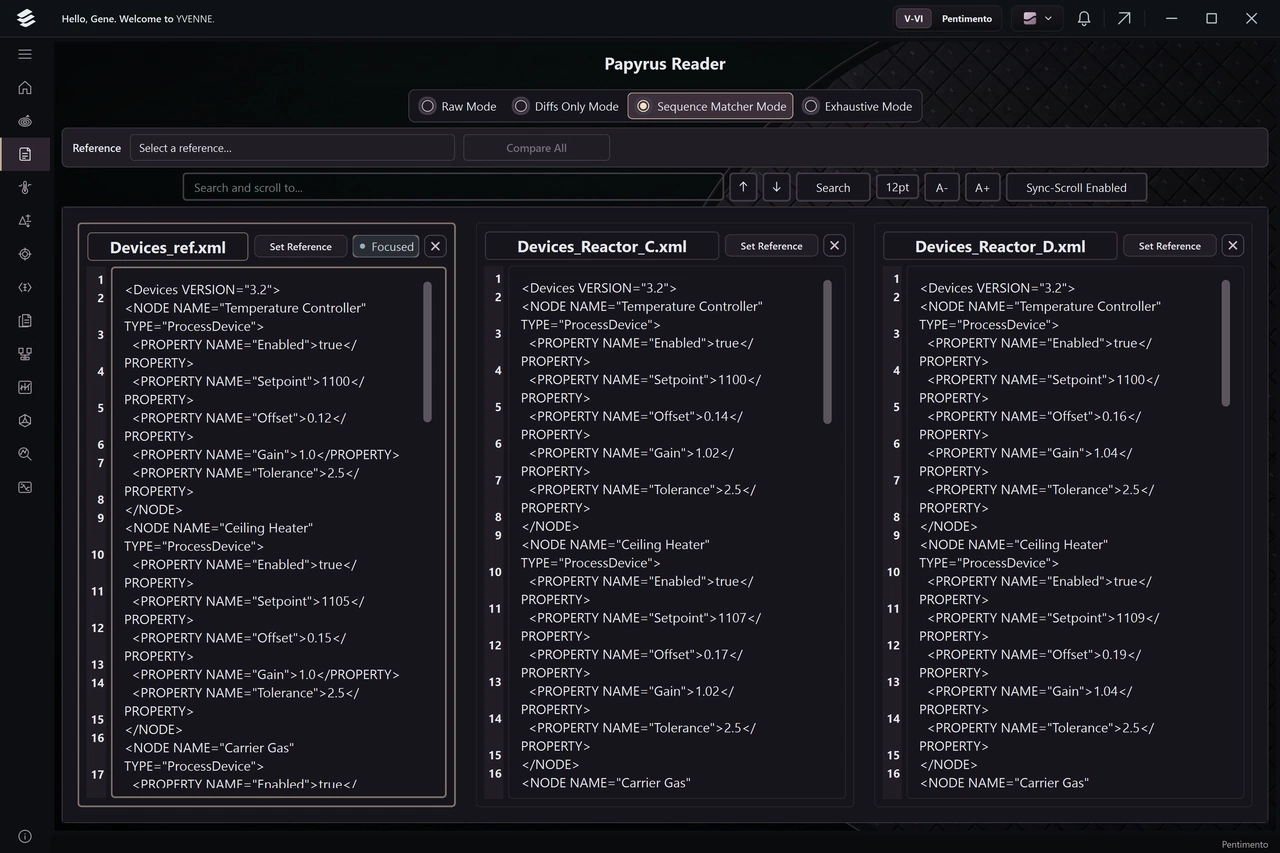 Hello, Gene. Welcome to YVENNE.
V-VI Pentimento
Papyrus Reader
Raw Mode Diffs Only Mode Sequence Matcher Mode Exhaustive Mode
Reference Select a reference... Compare All
Search and scroll to... ↑ ↓ Search 12pt A- A+ Sync-Scroll Enabled
Devices_ref.xml Set Reference Focused
1 <Devices VERSION="3.2">
2 <NODE NAME="Temperature Controller"
TYPE="ProcessDevice">
3 <PROPERTY NAME="Enabled">true</
PROPERTY>
4 <PROPERTY NAME="Setpoint">1100</
PROPERTY>
5 <PROPERTY NAME="Offset">0.12</
PROPERTY>
6 <PROPERTY NAME="Gain">1.0</PROPERTY>
7 <PROPERTY NAME="Tolerance">2.5</
PROPERTY>
8 </NODE>
9 <NODE NAME="Ceiling Heater"
TYPE="ProcessDevice">
10 <PROPERTY NAME="Enabled">true</
PROPERTY>
11 <PROPERTY NAME="Setpoint">1105</
PROPERTY>
12 <PROPERTY NAME="Offset">0.15</
PROPERTY>
13 <PROPERTY NAME="Gain">1.0</PROPERTY>
14 <PROPERTY NAME="Tolerance">2.5</
PROPERTY>
15 </NODE>
16 <NODE NAME="Carrier Gas"
TYPE="ProcessDevice">
17 <PROPERTY NAME="Enabled">true</
Devices_Reactor_C.xml Set Reference
1 <Devices VERSION="3.2">
2 <NODE NAME="Temperature Controller"
TYPE="ProcessDevice">
3 <PROPERTY NAME="Enabled">true</
PROPERTY>
4 <PROPERTY NAME="Setpoint">1100</
PROPERTY>
5 <PROPERTY NAME="Offset">0.14</
PROPERTY>
6 <PROPERTY NAME="Gain">1.02</
PROPERTY>
7 <PROPERTY NAME="Tolerance">2.5</
PROPERTY>
8 </NODE>
9 <NODE NAME="Ceiling Heater"
TYPE="ProcessDevice">
10 <PROPERTY NAME="Enabled">true</
PROPERTY>
11 <PROPERTY NAME="Setpoint">1107</
PROPERTY>
12 <PROPERTY NAME="Offset">0.17</
PROPERTY>
13 <PROPERTY NAME="Gain">1.02</
PROPERTY>
14 <PROPERTY NAME="Tolerance">2.5</
PROPERTY>
15 </NODE>
16 <NODE NAME="Carrier Gas"
Devices_Reactor_D.xml Set Reference
1 <Devices VERSION="3.2">
2 <NODE NAME="Temperature Controller"
TYPE="ProcessDevice">
3 <PROPERTY NAME="Enabled">true</
PROPERTY>
4 <PROPERTY NAME="Setpoint">1100</
PROPERTY>
5 <PROPERTY NAME="Offset">0.16</
PROPERTY>
6 <PROPERTY NAME="Gain">1.04</
PROPERTY>
7 <PROPERTY NAME="Tolerance">2.5</
PROPERTY>
8 </NODE>
9 <NODE NAME="Ceiling Heater"
TYPE="ProcessDevice">
10 <PROPERTY NAME="Enabled">true</
PROPERTY>
11 <PROPERTY NAME="Setpoint">1109</
PROPERTY>
12 <PROPERTY NAME="Offset">0.19</
PROPERTY>
13 <PROPERTY NAME="Gain">1.04</
PROPERTY>
14 <PROPERTY NAME="Tolerance">2.5</
PROPERTY>
15 </NODE>
16 <NODE NAME="Carrier Gas"
Pentimento